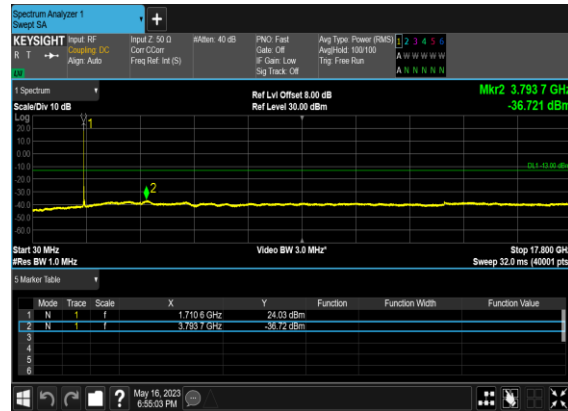 Spectrum Analyzer 1
Swept SA
KEYSIGHT Input: RF Input Z: 50 Ω #Atten: 40 dB PNO: Fast Avg Type: Power (RMS) 1 2 3 4 5 6
R T Coupling: DC Corr CCorr Gate: Off Avg|Hold: 100/100 A W W W W W
Align: Auto Freq Ref: Int (S) IF Gain: Low Trig: Free Run
Sig Track: Off A N N N N N
1 Spectrum
Ref Lvl Offset 8.00 dB Mkr2 3.793 7 GHz
Scale/Div 10 dB Ref Level 30.00 dBm -36.721 dBm
Log
20.0
10.0
0.00
-10.0
-20.0
-30.0
-40.0
-50.0
-60.0
1
2
DL1 -13.00 dBm
Start 30 MHz Video BW 3.0 MHz* Stop 17.800 GHz
#Res BW 1.0 MHz Sweep 32.0 ms (40001 pts)
5 Marker Table
Mode Trace Scale X Y Function Function Width Function Value
1 N 1 f 1.710 6 GHz 24.03 dBm
2 N 1 f 3.793 7 GHz -36.72 dBm
3
4
5
6
May 16, 2023
6:55:03 PM